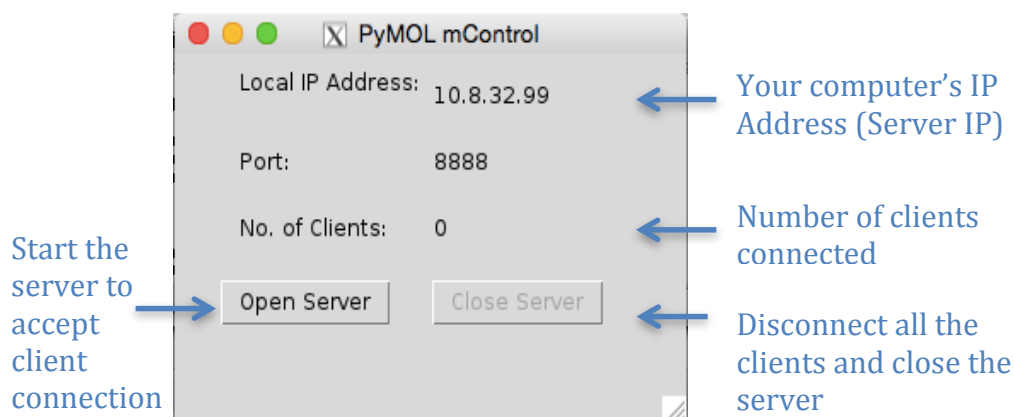 PyMOL mControl
Local IP Address: 10.8.32.99
Your computer’s IP
Address (Server IP)
Port: 8888
No. of Clients: 0
Number of clients
connected
Start the
server to
accept
client
connection
Open Server Close Server
Disconnect all the
clients and close the
server